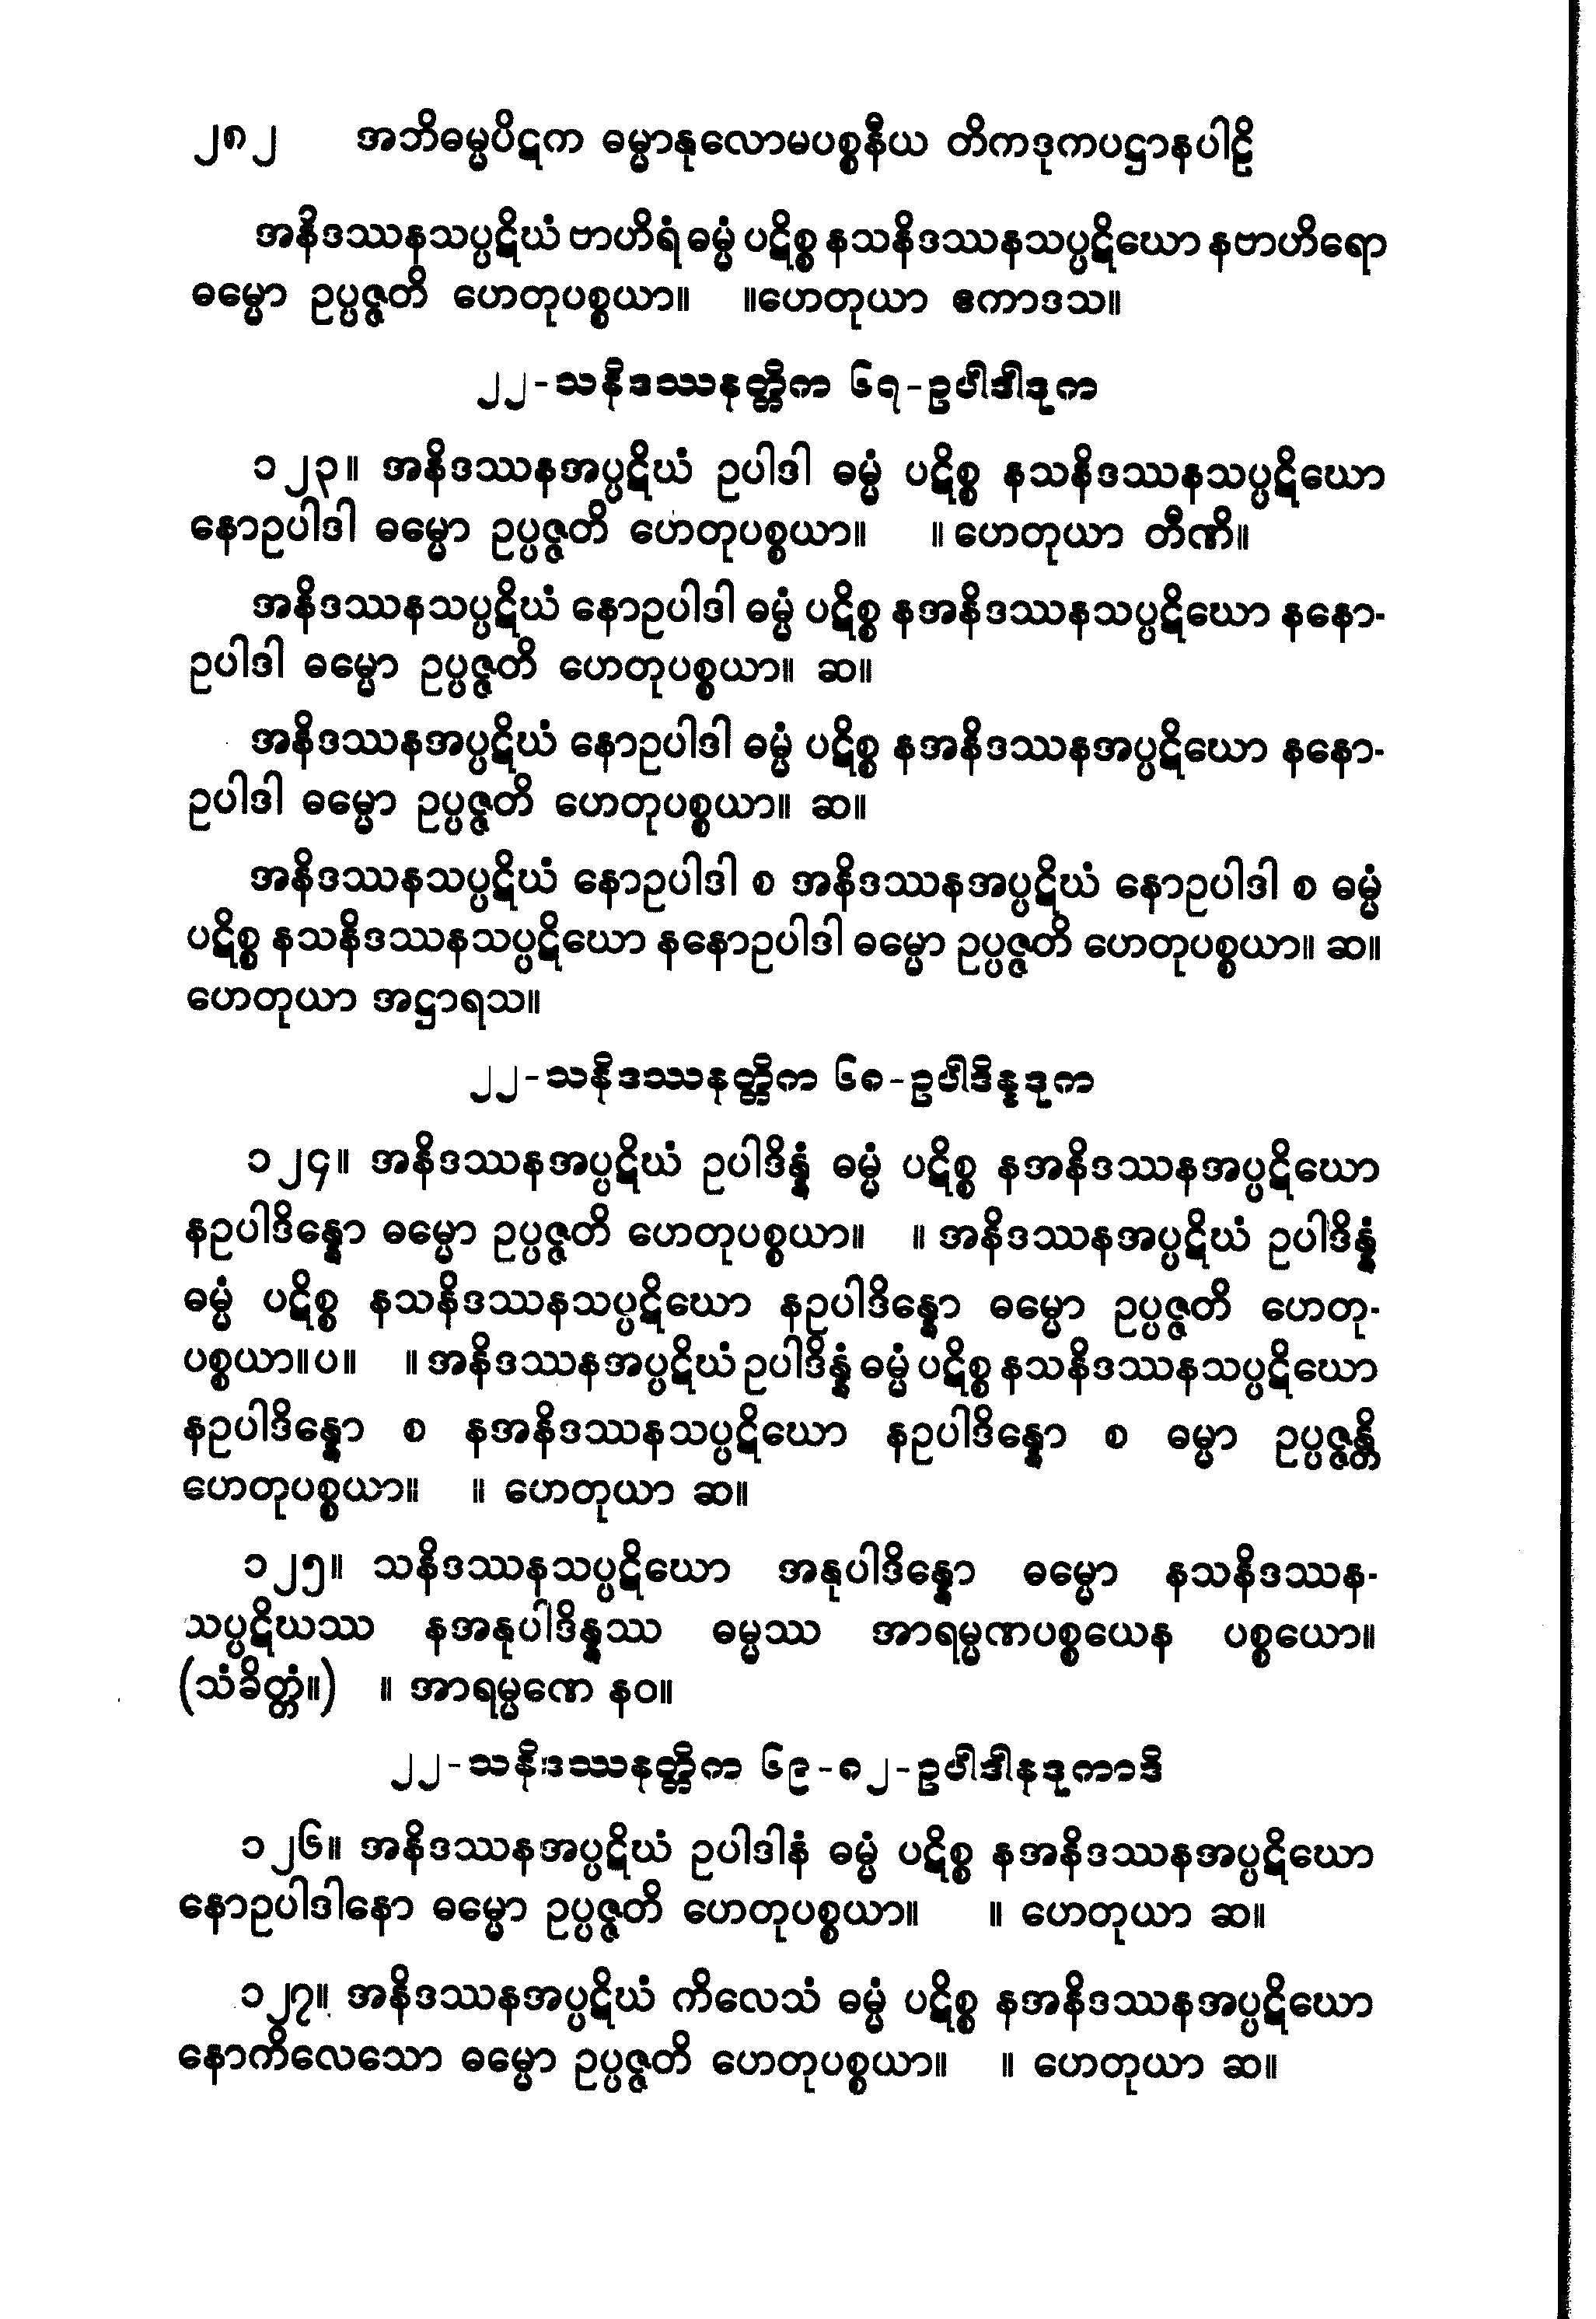 ၂၈၂ အဘိဓမ္မပိဋက ဓမ္မာနုလောမပစ္စနီယ တိကဒုကပဋ္ဌာနပါဠိ
အနိဒဿနသပ္ပဋိဃံ ဗာဟိရံ ဓမ္မံ ပဋိစ္စ နသနိဒဿနသပ္ပဋိဃော နဗာဟိရော
ဓမ္မော ဥပ္ပဇ္ဇတိ ဟေတုပစ္စယာ။ ။ဟေတုယာ ဧကာဒသ။
၂၂-သနိဒဿနတ္တိက ၆၇-ဥပါဒါဒုက
၁၂၃။ အနိဒဿနအပ္ပဋိဃံ ဥပါဒါ ဓမ္မံ ပဋိစ္စ နသနိဒဿနသပ္ပဋိဃော
နောဥပါဒါ ဓမ္မော ဥပ္ပဇ္ဇတိ ဟေတုပစ္စယာ။ ။ ဟေတုယာ တီဏိ။
အနိဒဿနသပ္ပဋိဃံ နောဥပါဒါ ဓမ္မံ ပဋိစ္စ နအနိဒဿနသပ္ပဋိဃော နနော-
ဥပါဒါ ဓမ္မော ဥပ္ပဇ္ဇတိ ဟေတုပစ္စယာ။ ဆ။
အနိဒဿနအပ္ပဋိဃံ နောဥပါဒါ ဓမ္မံ ပဋိစ္စ နအနိဒဿနအပ္ပဋိဃော နနော-
ဥပါဒါ ဓမ္မော ဥပ္ပဇ္ဇတိ ဟေတုပစ္စယာ။ ဆ။
အနိဒဿနသပ္ပဋိဃံ နောဥပါဒါ စ အနိဒဿနအပ္ပဋိဃံ နောဥပါဒါ စ ဓမ္မံ
ပဋိစ္စ နသနိဒဿနသပ္ပဋိဃော နနောဥပါဒါ ဓမ္မော ဥပ္ပဇ္ဇတိ ဟေတုပစ္စယာ။ ဆ။
ဟေတုယာ အဋ္ဌာရသ။
၂၂-သနိဒဿနတ္တိက ၆၈-ဥပါဒိန္နဒုက
၁၂၄။ အနိဒဿနအပ္ပဋိဃံ ဥပါဒိန္နံ ဓမ္မံ ပဋိစ္စ နအနိဒဿနအပ္ပဋိဃော
နဥပါဒိန္နော ဓမ္မော ဥပ္ပဇ္ဇတိ ဟေတုပစ္စယာ။ ။ အနိဒဿနအပ္ပဋိဃံ ဥပါဒိန္နံ
ဓမ္မံ ပဋိစ္စ နသနိဒဿနသပ္ပဋိဃော နဥပါဒိန္နော ဓမ္မော ဥပ္ပဇ္ဇတိ ဟေတု-
ပစ္စယာ။ပ။ ။ အနိဒဿနအပ္ပဋိဃံ ဥပါဒိန္နံ ဓမ္မံ ပဋိစ္စ နသနိဒဿနသပ္ပဋိဃော
နဥပါဒိန္နော စ နအနိဒဿနသပ္ပဋိဃော နဥပါဒိန္နော စ ဓမ္မာ ဥပ္ပဇ္ဇန္တိ
ဟေတုပစ္စယာ။ ။ ဟေတုယာ ဆ။
၁၂၅။ သနိဒဿနသပ္ပဋိဃော အနုပါဒိန္နော ဓမ္မော နသနိဒဿန-
သပ္ပဋိဃဿ နအနုပါဒိန္နဿ ဓမ္မဿ အာရမ္မဏပစ္စယေန ပစ္စယော။
(သံခိတ္တံ။) ။ အာရမ္မဏေ နဝ။
၂၂-သနိဒဿနတ္တိက ၆၉-၈၂-ဥပါဒါနဒုကာဒိ
၁၂၆။ အနိဒဿနအပ္ပဋိဃံ ဥပါဒါနံ ဓမ္မံ ပဋိစ္စ နအနိဒဿနအပ္ပဋိဃော
နောဥပါဒါနော ဓမ္မော ဥပ္ပဇ္ဇတိ ဟေတုပစ္စယာ။ ။ ဟေတုယာ ဆ။
၁၂၇။ အနိဒဿနအပ္ပဋိဃံ ကိလေသံ ဓမ္မံ ပဋိစ္စ နအနိဒဿနအပ္ပဋိဃော
နောကိလေသော ဓမ္မော ဥပ္ပဇ္ဇတိ ဟေတုပစ္စယာ။ ။ ဟေတုယာ ဆ။